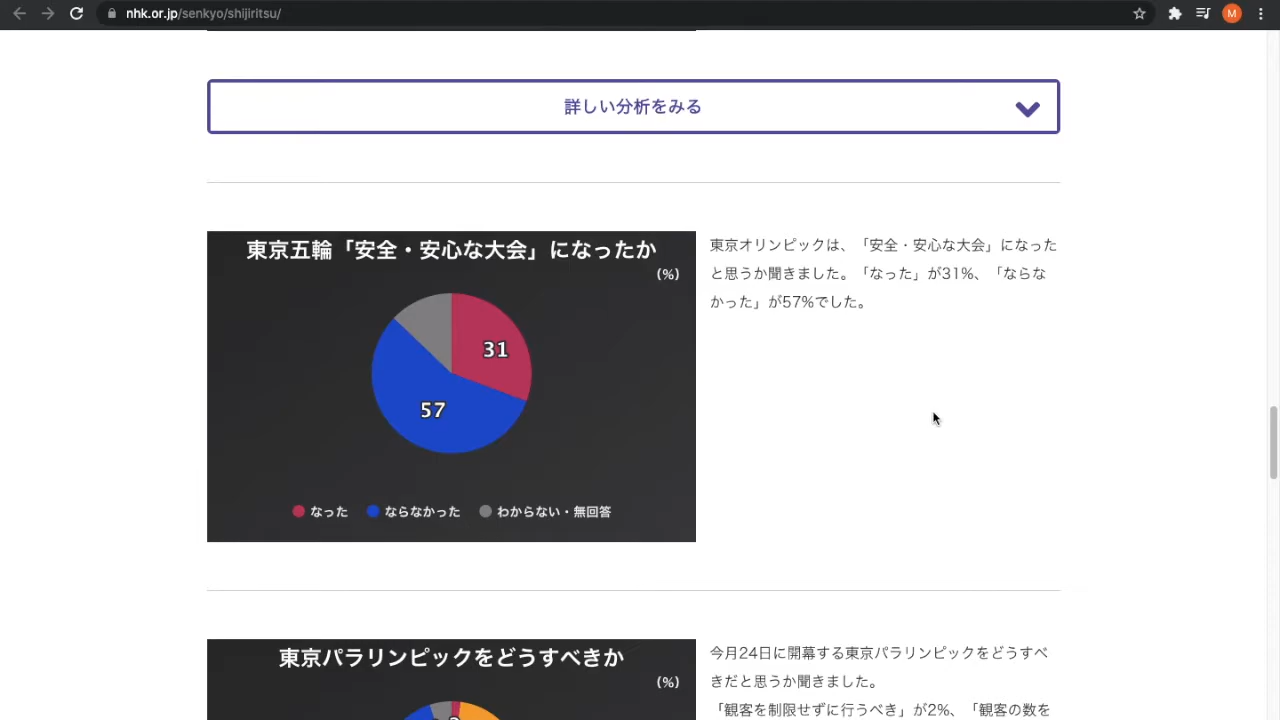 nhk.or.jp/senkyo/shijiritsu/
M
詳しい分析をみる
東京五輪「安全・安心な大会」になったか
(%)
31
57
なった ならなかった わからない・無回答
東京オリンピックは、「安全・安心な大会」になった
と思うか聞きました。「なった」が31%、「ならな
かった」が57%でした。
東京パラリンピックをどうすべきか
(%)
今月24日に開幕する東京パラリンピックをどうすべ
きだと思うか聞きました。
「観客を制限せずに行うべき」が2%、「観客の数を